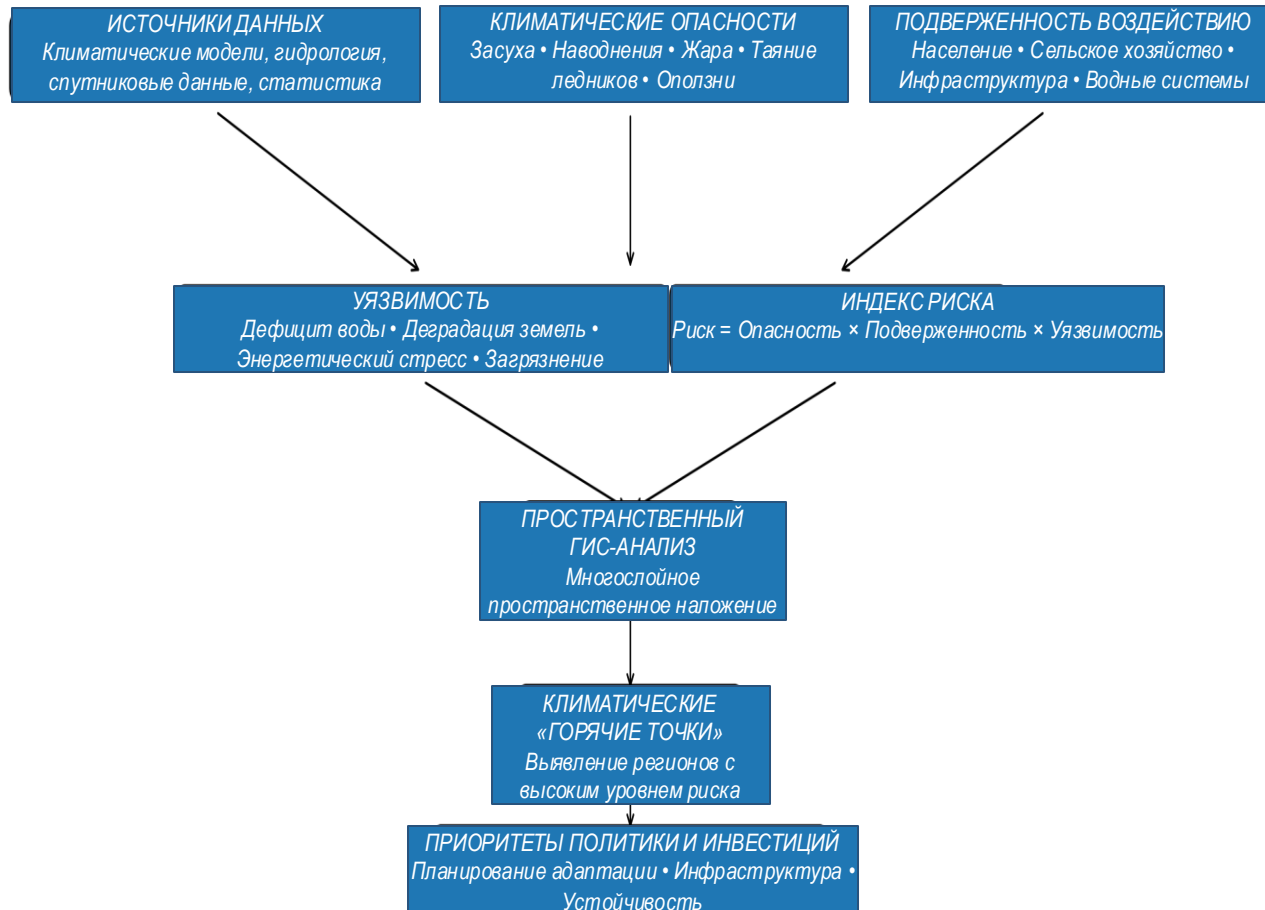 ИСТОЧНИКИ ДАННЫХ
Климатические модели, гидрология,
спутниковые данные, статистика
КЛИМАТИЧЕСКИЕ ОПАСНОСТИ
Засуха • Наводнения • Жара • Таяние
ледников • Оползни
ПОДВЕРЖЕННОСТЬ ВОЗДЕЙСТВИЮ
Население • Сельское хозяйство •
Инфраструктура • Водные системы
УЯЗВИМОСТЬ
Дефицит воды • Деградация земель •
Энергетический стресс • Загрязнение
ИНДЕКС РИСКА
Риск = Опасность × Подверженность × Уязвимость
ПРОСТРАНСТВЕННЫЙ
ГИС-АНАЛИЗ
Многослойное
пространственное наложение
КЛИМАТИЧЕСКИЕ
«ГОРЯЧИЕ ТОЧКИ»
Выявление регионов с
высоким уровнем риска
ПРИОРИТЕТЫ ПОЛИТИКИ И ИНВЕСТИЦИЙ
Планирование адаптации • Инфраструктура •
Устойчивость